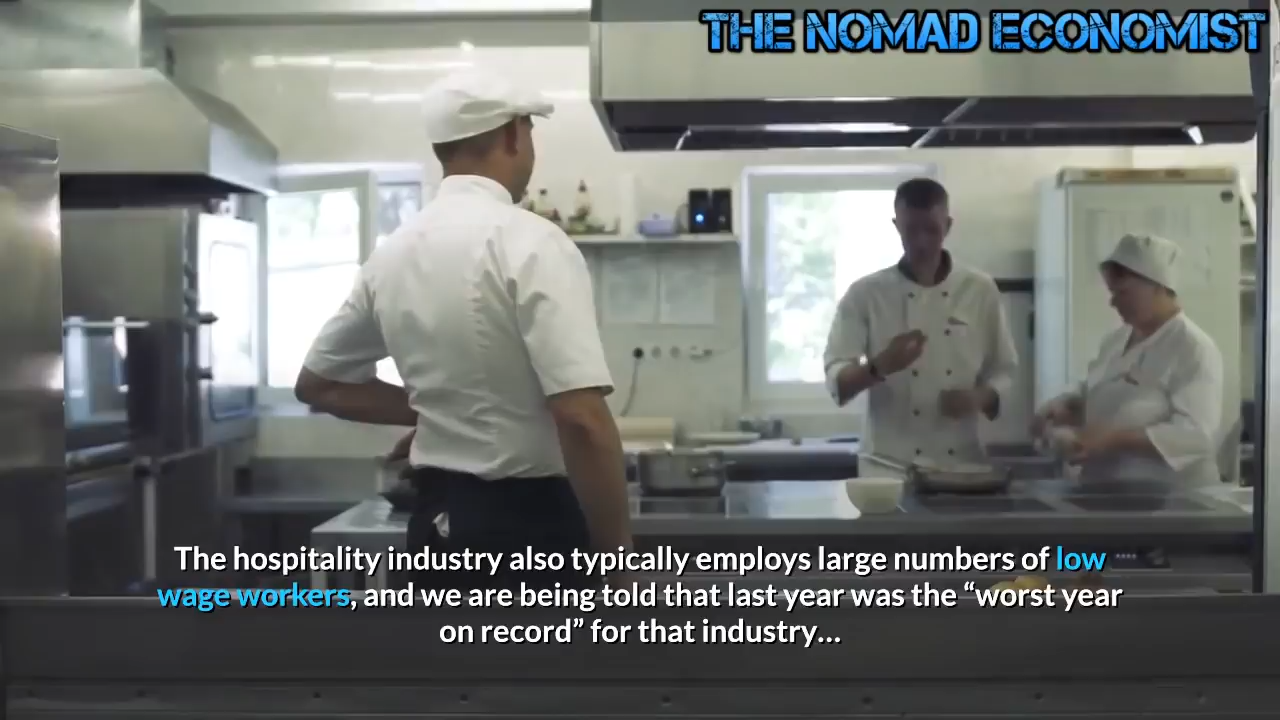 THE NOMAD ECONOMIST
The hospitality industry also typically employs large numbers of low
wage workers, and we are being told that last year was the “worst year
on record” for that industry...